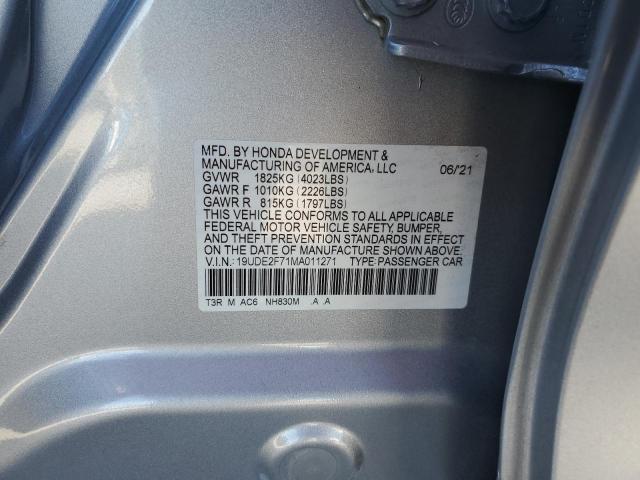 MFD. BY HONDA DEVELOPMENT &
MANUFACTURING OF AMERICA, LLC 06/'21
GVWR 1825KG (4023LBS)
GAWR F 1010KG (2226LBS)
GAWR R 815KG (1797LBS)
THIS VEHICLE CONFORMS TO ALL APPLICABLE
FEDERAL MOTOR VEHICLE SAFETY, BUMPER,
AND THEFT PREVENTION STANDARDS IN EFFECT
ON THE DATE OF MANUFACTURE SHOWN ABOVE.
V.I.N.:19UDE2F71MA011271 TYPE:PASSENGER CAR
T3R M AC6 NH830M .A .A